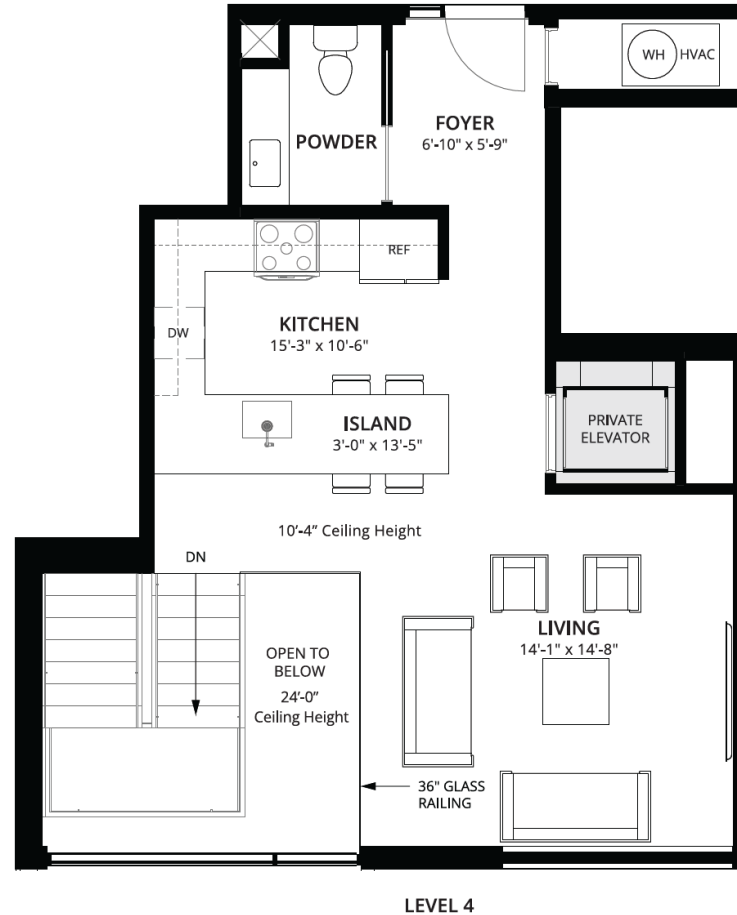 WH
HVAC
FOYER
6'-10" x 5'-9"
POWDER
REF
KITCHEN
15'-3" x 10'-6"
DW
ISLAND
3'-0" x 13'-5"
PRIVATE
ELEVATOR
10'-4” Ceiling Height
DN
LIVING
14'-1" x 14'-8"
OPEN TO
BELOW
24'-0”
Ceiling Height
36" GLASS
RAILING
LEVEL 4